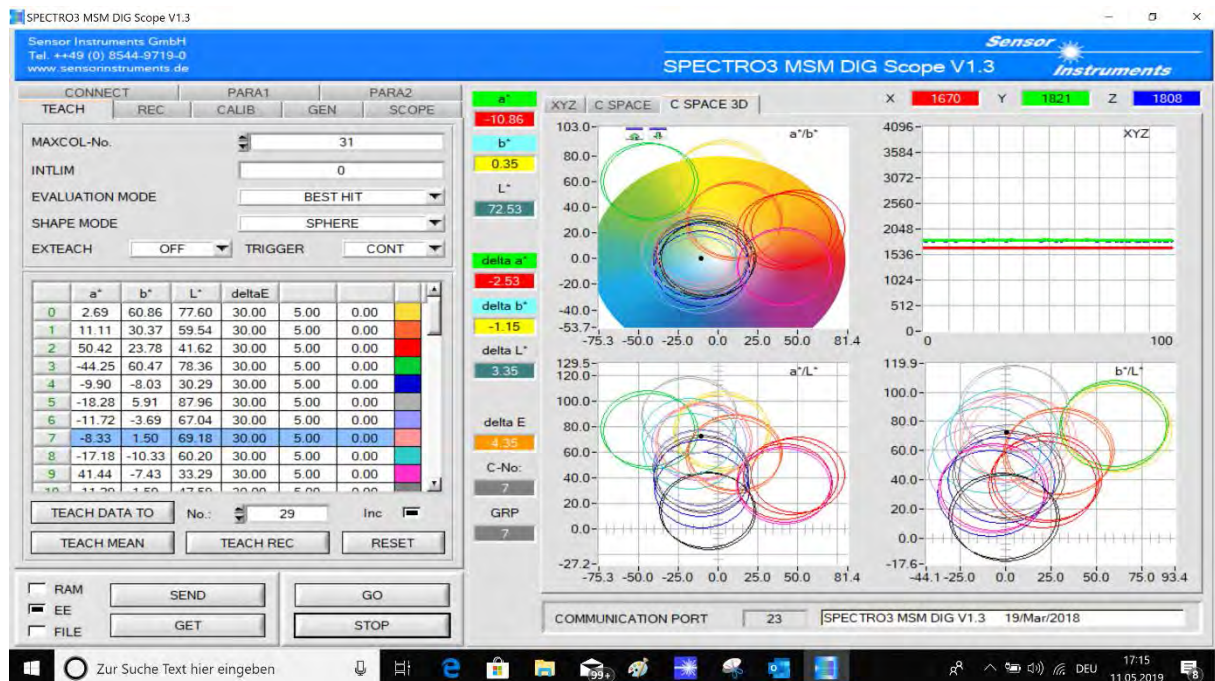 SPECTRO3 MSM DIG Scope V1.3
Sensor Instruments GmbH
Tel. ++49 (0) 8544-9719-0
www.sensorinstruments.de
Sensor
Instruments
SPECTRO3 MSM DIG Scope V1.3
CONNECT PARA1 PARA2
TEACH REC CALIB GEN SCOPE
MAXCOL-No. 31
INTLIM 0
EVALUATION MODE BEST HIT
SHAPE MODE SPHERE
EXTEACH OFF TRIGGER CONT
a* b* L* deltaE
0 2.69 60.86 77.60 30.00 5.00 0.00
1 11.11 30.37 59.54 30.00 5.00 0.00
2 50.42 23.78 41.62 30.00 5.00 0.00
3 -44.25 60.47 78.36 30.00 5.00 0.00
4 -9.90 -8.03 30.29 30.00 5.00 0.00
5 -18.28 5.91 87.96 30.00 5.00 0.00
6 -11.72 -3.69 67.04 30.00 5.00 0.00
7 -8.33 1.50 69.18 30.00 5.00 0.00
8 -17.18 -10.33 60.20 30.00 5.00 0.00
9 41.44 -7.43 33.29 30.00 5.00 0.00
TEACH DATA TO No.: 29 Inc
TEACH MEAN TEACH REC RESET
RAM
EE
FILE
SEND GO
GET STOP
a*
-10.86
b*
0.35
L*
72.53
delta a*
-2.53
delta b*
-1.15
delta L*
3.35
delta E
4.35
C-No:
7
GRP
7
XYZ C SPACE C SPACE 3D
X 1670 Y 1821 Z 1808
a*/b*
103.0
80.0
60.0
40.0
20.0
0.0
-20.0
-40.0
-53.7
-75.3 -50.0 -25.0 0.0 25.0 50.0 81.4
XYZ
4096
3584
3072
2560
2048
1536
1024
512
0
0 100
a*/L*
129.5
120.0
100.0
80.0
60.0
40.0
20.0
0.0
-27.2
-75.3 -50.0 -25.0 0.0 25.0 50.0 81.4
b*/L*
119.9
100.0
80.0
60.0
40.0
20.0
0.0
-17.6
-44.1 -25.0 0.0 25.0 50.0 75.0 93.4
COMMUNICATION PORT 23 SPECTRO3 MSM DIG V1.3 19/Mar/2018
Zur Suche Text hier eingeben
99+
DEU
17:15
11.05.2019
8